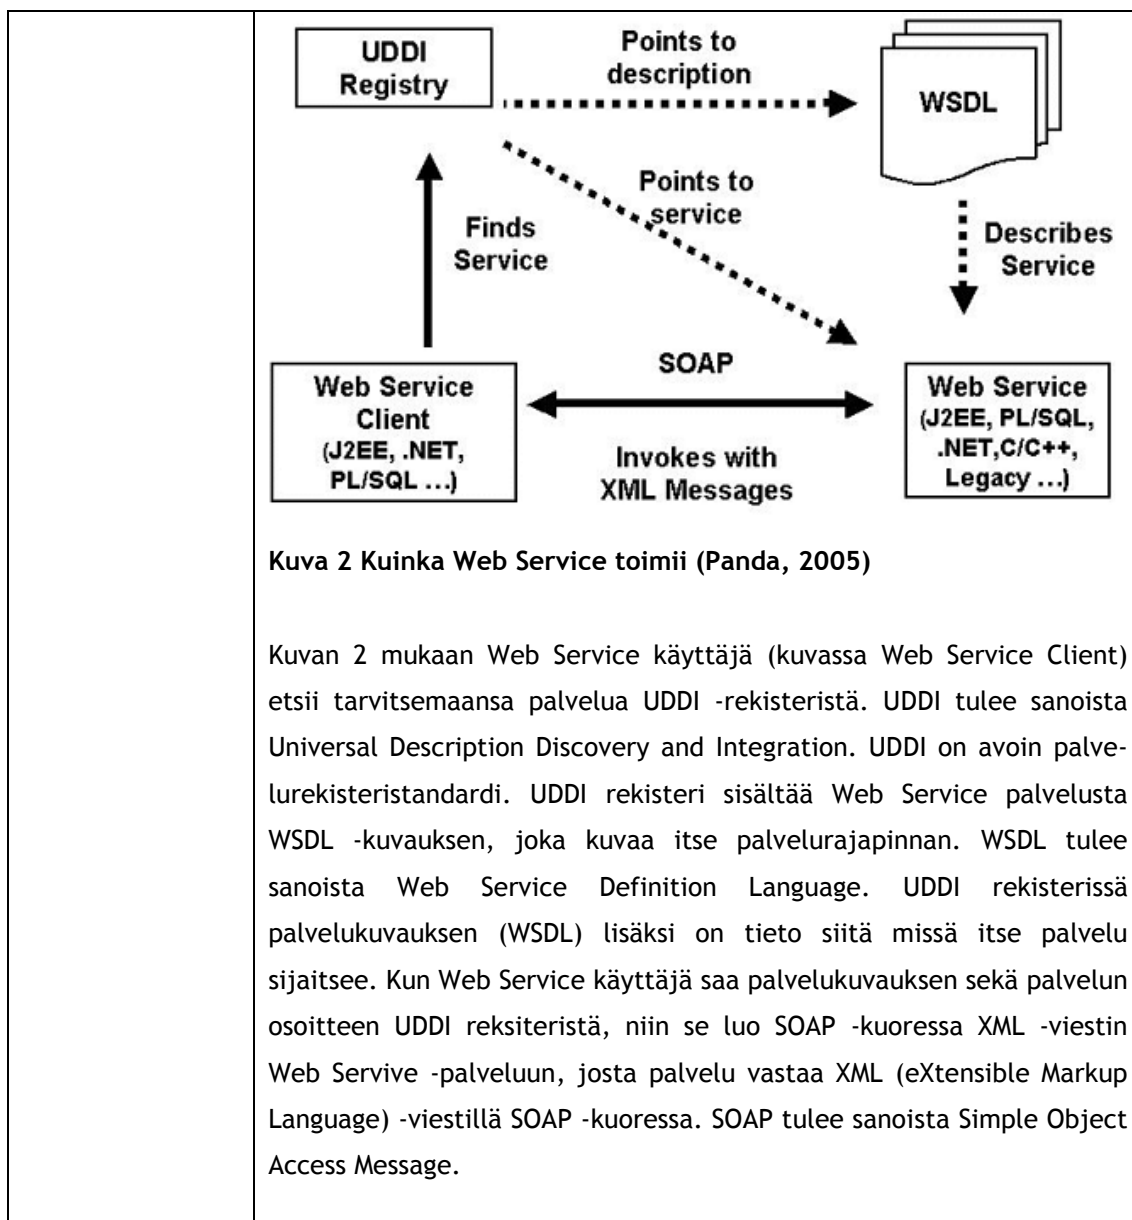 UDDI
Registry
Points to
description
WSDL
Points to
service
Finds
Service
Describes
Service
Web Service
Client
(J2EE, .NET,
PL/SQL ...)
SOAP
Invokes with
XML Messages
Web Service
(J2EE, PL/SQL,
.NET,C/C++,
Legacy ...)
Kuva 2 Kuinka Web Service toimii (Panda, 2005)
Kuvan 2 mukaan Web Service käyttäjä (kuvassa Web Service Client)
etsii tarvitsemaansa palvelua UDDI -rekisteristä. UDDI tulee sanoista
Universal Description Discovery and Integration. UDDI on avoin palve-
lurekisteristandardi. UDDI rekisteri sisältää Web Service palvelusta
WSDL -kuvauksen, joka kuvaa itse palvelurajapinnan. WSDL tulee
sanoista Web Service Definition Language. UDDI rekisterissä
palvelukuvauksen (WSDL) lisäksi on tieto siitä missä itse palvelu
sijaitsee. Kun Web Service käyttäjä saa palvelukuvauksen sekä palvelun
osoitteen UDDI reksiteristä, niin se luo SOAP -kuoressa XML -viestin
Web Servive -palveluun, josta palvelu vastaa XML (eXtensible Markup
Language) -viestillä SOAP -kuoressa. SOAP tulee sanoista Simple Object
Access Message.